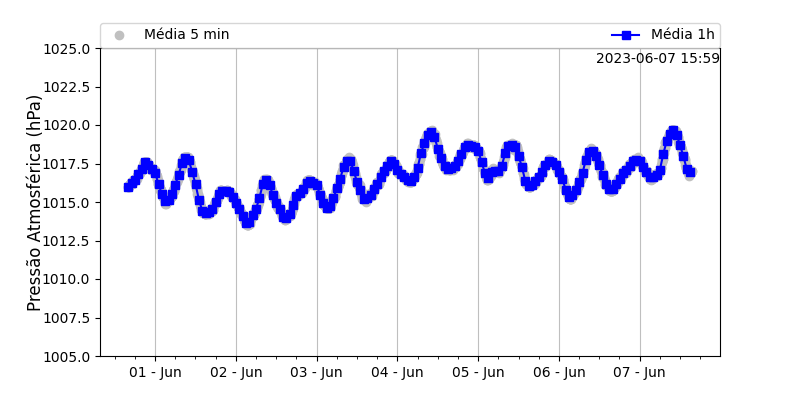 Média 5 min
Média 1h
2023-06-07 15:59
Pressão Atmosférica (hPa)
1025.0
1022.5
1020.0
1017.5
1015.0
1012.5
1010.0
1007.5
1005.0
01 - Jun
02 - Jun
03 - Jun
04 - Jun
05 - Jun
06 - Jun
07 - Jun